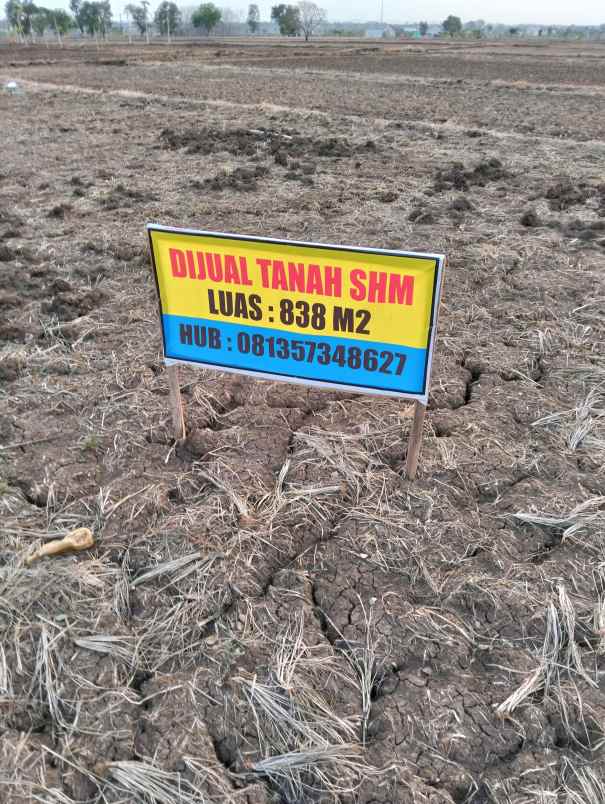 DIJUAL TANAH SHM
LUAS : 838 M2
HUB : 081357348627